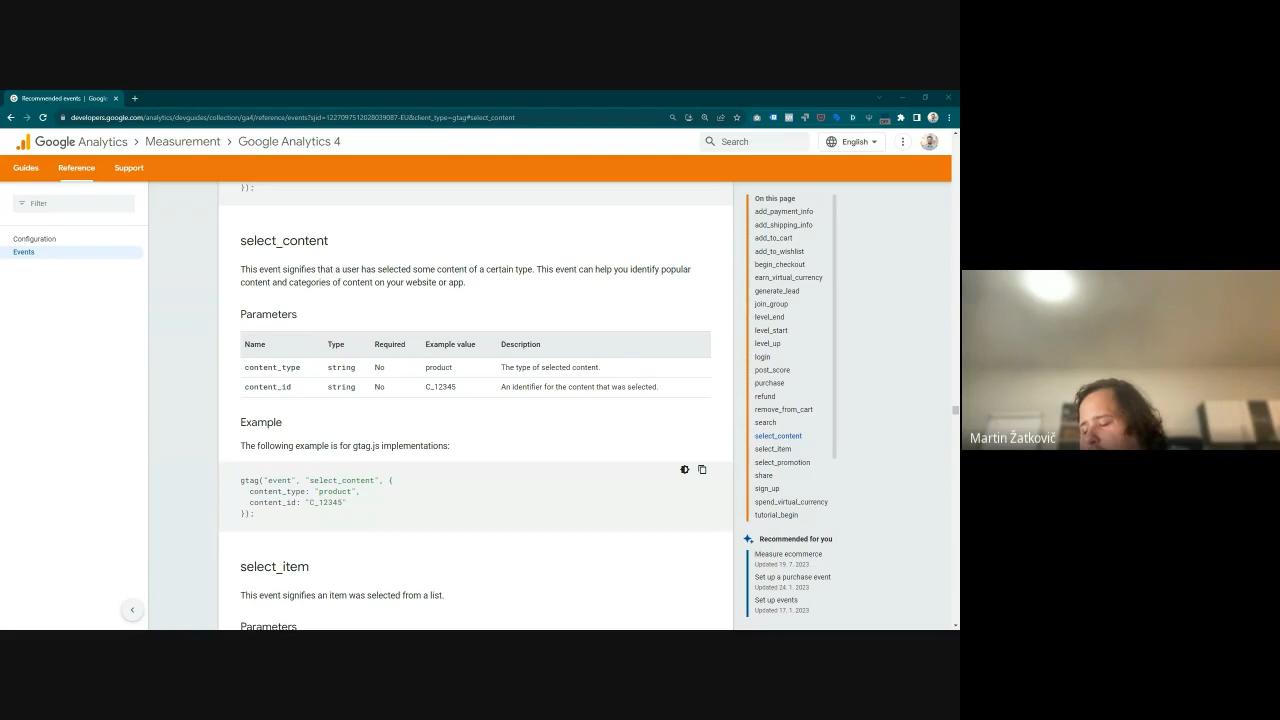 Recommended events | Google
developers.google.com/analytics/devguides/collection/ga4/reference/events?sjid=12270975120280390​87-EU&client_type=gtag#select_content
Google Analytics > Measurement > Google Analytics 4
Search
English
Guides
Reference
Support
Filter
Configuration
Events
});
select_content
This event signifies that a user has selected some content of a certain type. This event can help you identify popular
content and categories of content on your website or app.
Parameters
Name Type Required Example value Description
content_type string No product The type of selected content.
content_id string No C_12345 An identifier for the content that was selected.
Example
The following example is for gtag.js implementations:
gtag("event", "select_content", {
content_type: "product",
content_id: "C_12345"
});
select_item
This event signifies an item was selected from a list.
Parameters
On this page
add_payment_info
add_shipping_info
add_to_cart
add_to_wishlist
begin_checkout
earn_virtual_currency
generate_lead
join_group
level_end
level_start
level_up
login
post_score
purchase
refund
remove_from_cart
search
select_content
select_item
select_promotion
share
sign_up
spend_virtual_currency
tutorial_begin
Recommended for you
Measure ecommerce
Updated 19. 7. 2023
Set up a purchase event
Updated 24. 1. 2023
Set up events
Updated 17. 1. 2023
Martin Žatkovič